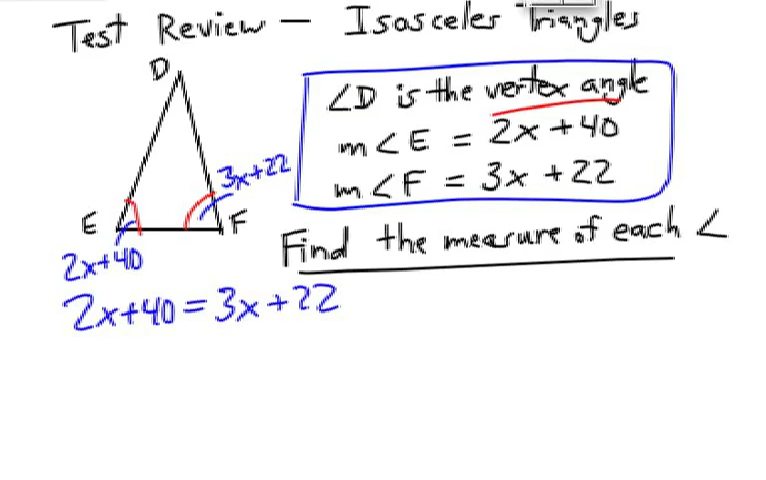 Test Review — Isosceles Triangles
D
∠D is the vertex angle
m∠E = 2x+40
m∠F = 3x+22
3x+22
E
F
2x+40
Find the measure of each ∠
2x+40=3x+22